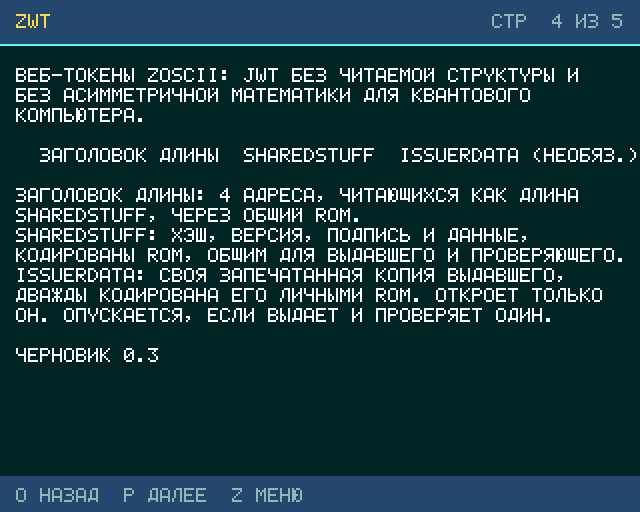 ZWT
СТР 4 ИЗ 5
ВЕБ-ТОКЕНЫ ZOSCII: JWT БЕЗ ЧИТАЕМОЙ СТРУКТУРЫ И
БЕЗ АСИММЕТРИЧНОЙ МАТЕМАТИКИ ДЛЯ КВАНТОВОГО
КОМПЬЮТЕРА.
ЗАГОЛОВОК ДЛИНЫ SHAREDSTUFF ISSUERDATA (НЕОБЯЗ.)
ЗАГОЛОВОК ДЛИНЫ: 4 АДРЕСА, ЧИТАЮЩИХСЯ КАК ДЛИНА
SHAREDSTUFF, ЧЕРЕЗ ОБЩИЙ ROM.
SHAREDSTUFF: ХЭШ, ВЕРСИЯ, ПОДПИСЬ И ДАННЫЕ,
КОДИРОВАНЫ ROM, ОБЩИМ ДЛЯ ВЫДАВШЕГО И ПРОВЕРЯЮЩЕГО.
ISSUERDATA: СВОЯ ЗАПЕЧАТАННАЯ КОПИЯ ВЫДАВШЕГО,
ДВАЖДЫ КОДИРОВАНА ЕГО ЛИЧНЫМИ ROM. ОТКРОЕТ ТОЛЬКО
ОН. ОПУСКАЕТСЯ, ЕСЛИ ВЫДАЕТ И ПРОВЕРЯЕТ ОДИН.
ЧЕРНОВИК 0.3
O НАЗАД P ДАЛЕЕ Z МЕНЮ